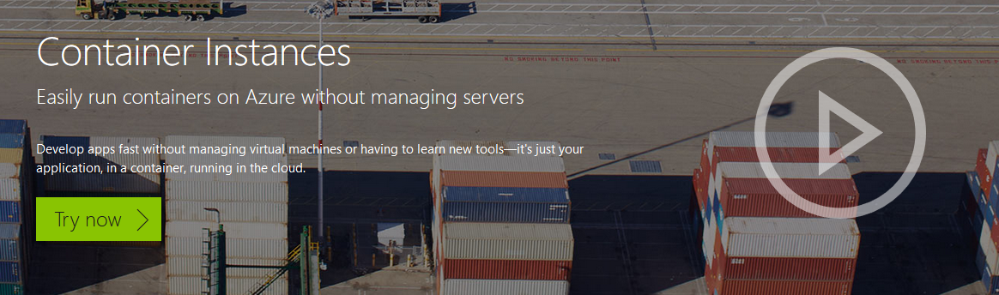 Container Instances
NO SMOKING BEYOND THIS POINT
NO SMOKING BEYOND THIS POINT
Easily run containers on Azure without managing servers
Develop apps fast without managing virtual machines or having to learn new tools—it's just your
application, in a container, running in the cloud.
Try now